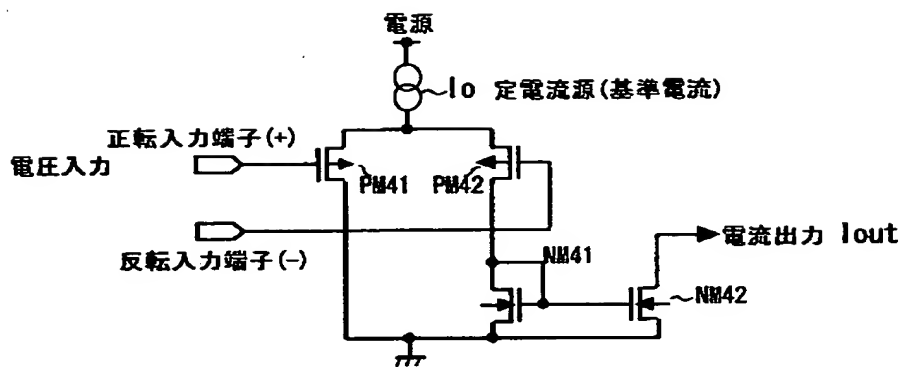 電源
Io 定電流源(基準電流)
正転入力端子(+)
電圧入力
PM41
PM42
反転入力端子(-)
電流出力 Iout
NM41
NM42